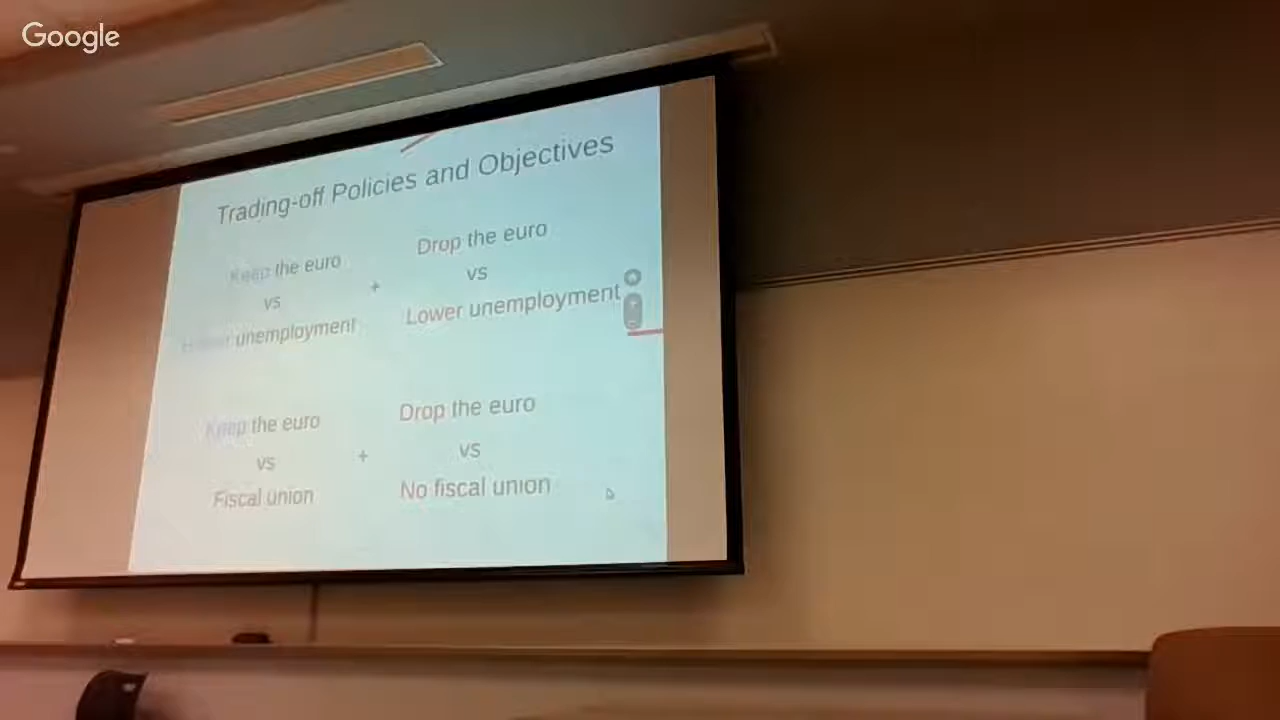 Google
Trading-off Policies and Objectives
Keep the euro
vs
unemployment
+
Drop the euro
vs
Lower unemployment
Keep the euro
vs
Fiscal union
+
Drop the euro
vs
No fiscal union